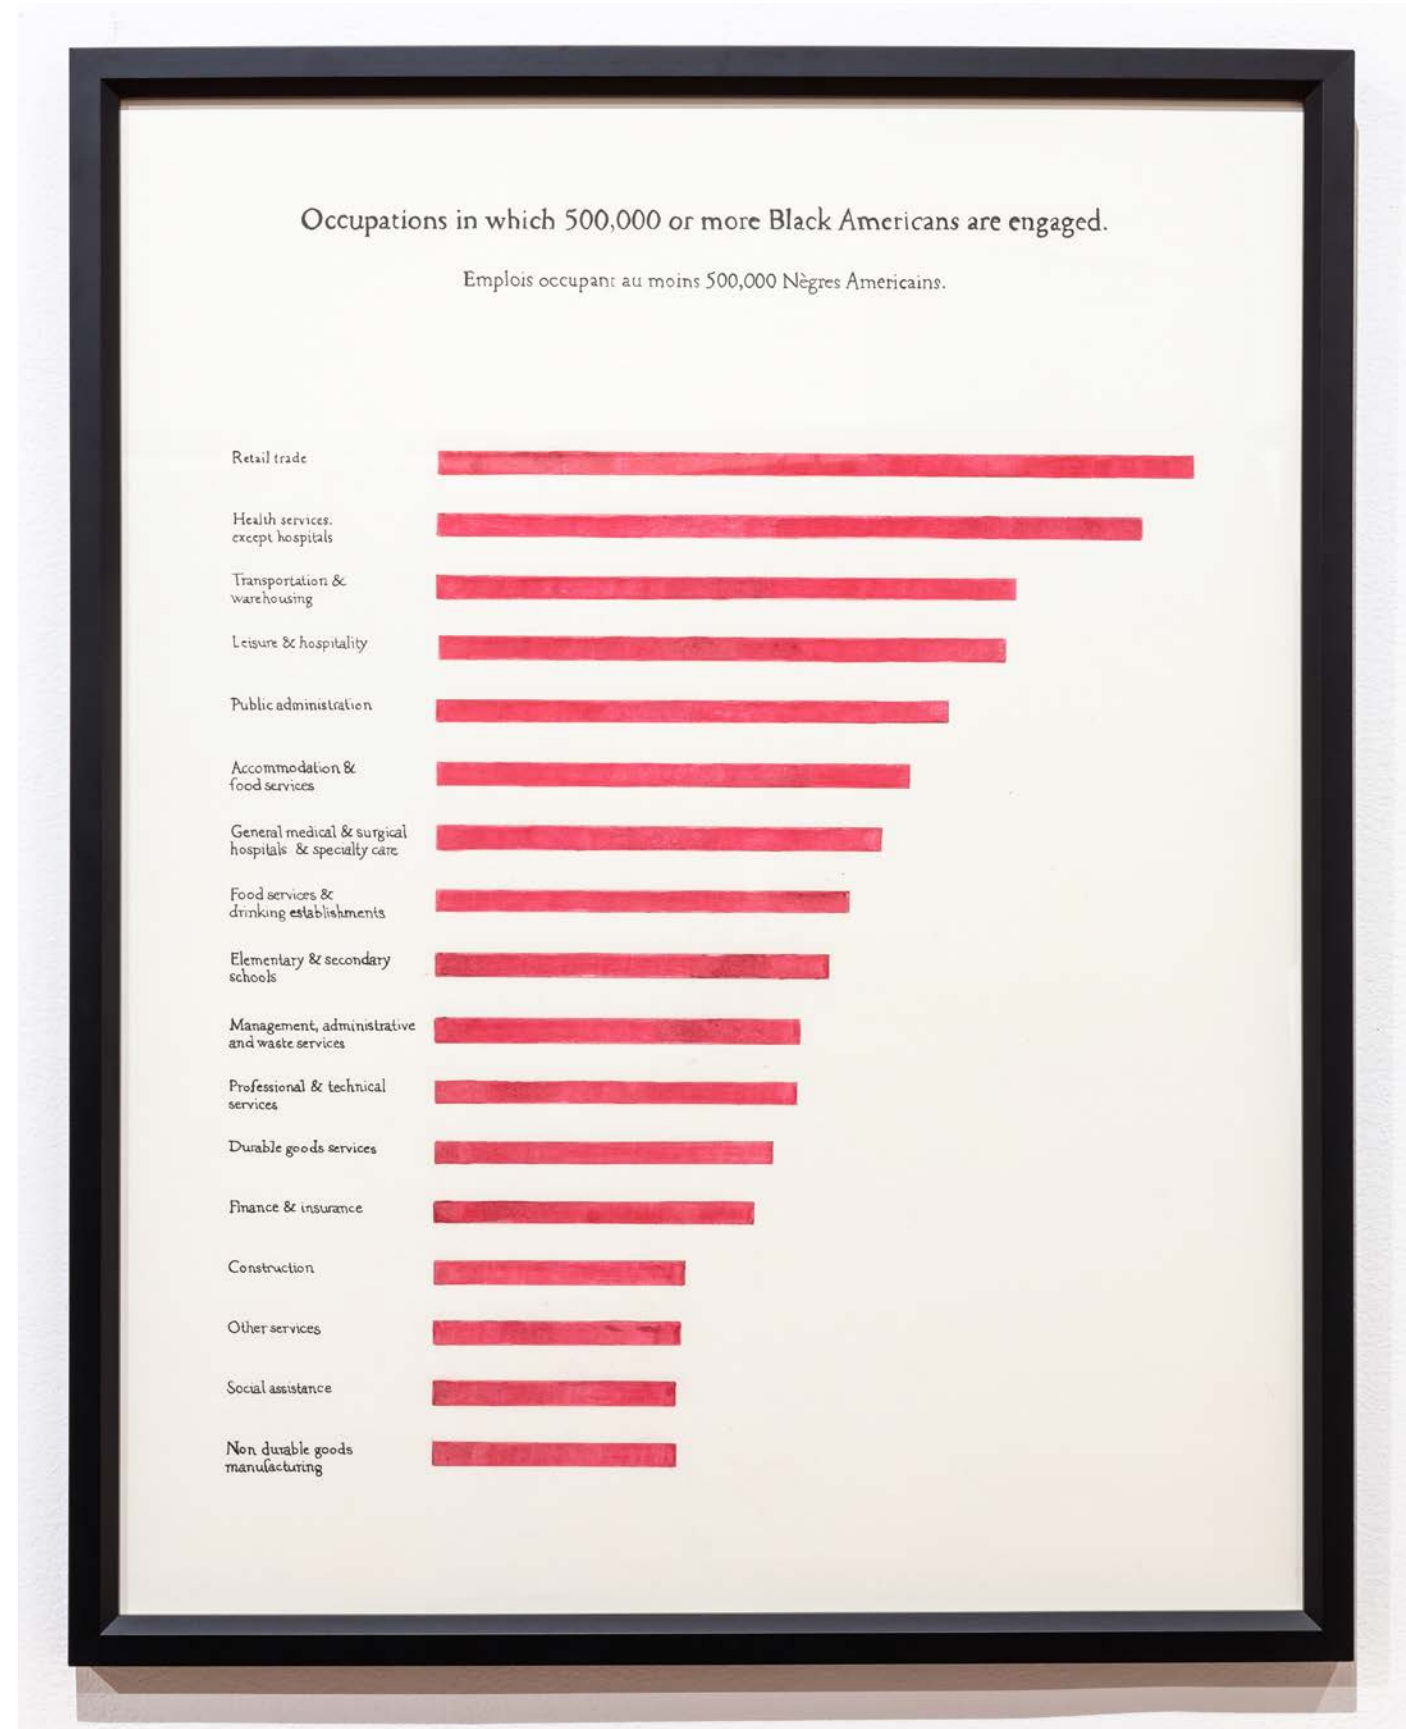 Occupations in which 500,000 or more Black Americans are engaged.
Emplois occupant au moins 500,000 Nègres Americains.
Retail trade
Health services.
except hospitals
Transportation &
warehousing
Leisure & hospitality
Public administration
Accommodation &
food services
General medical & surgical
hospitals & specialty care
Food services &
drinking establishments
Elementary & secondary
schools
Management, administrative
and waste services
Professional & technical
services
Durable goods services
Finance & insurance
Construction
Other services
Social assistance
Non durable goods
manufacturing